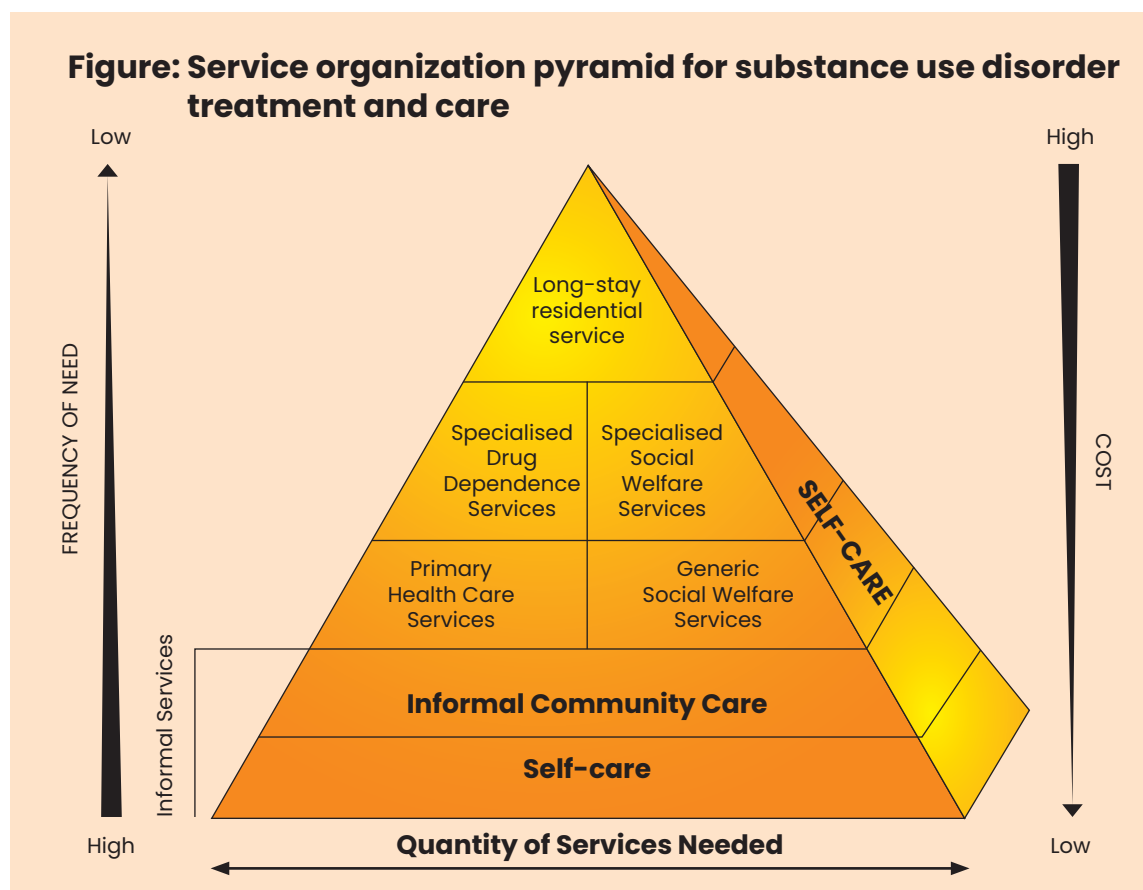 Figure: Service organization pyramid for substance use disorder
treatment and care
Low
High
FREQUENCY OF NEED
COST
Long-stay
residential
service
Specialised
Drug
Dependence
Services
Specialised
Social
Welfare
Services
SELF-CARE
Primary
Health Care
Services
Generic
Social Welfare
Services
Informal Services
Informal Community Care
Self-care
High
Quantity of Services Needed
Low